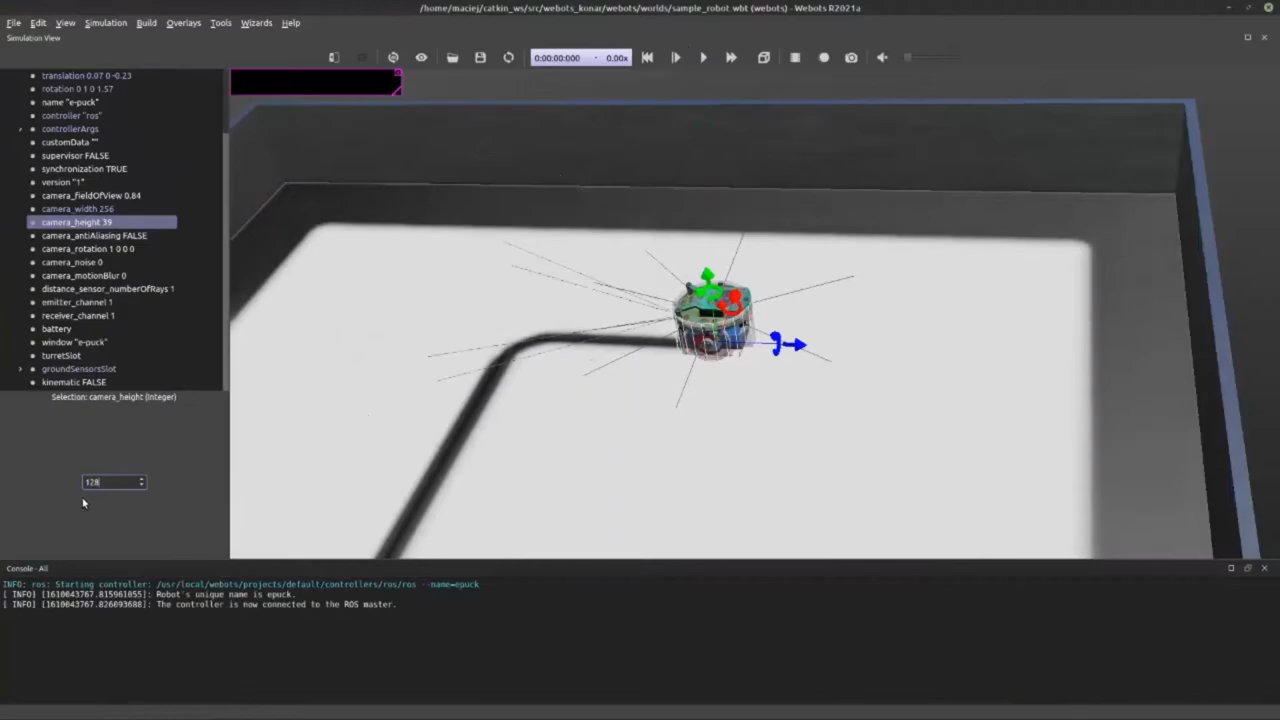 /home/maciej/catkin_ws/src/webots_konar/webots/worlds/sample_robot.wbt (webots) - Webots R2021a
File Edit View Simulation Build Overlays Tools Wizards Help
Simulation View
0:00:00:000 - 0.00x
translation 0.07 0 -0.23
rotation 0 1 0 1.57
name "e-puck"
controller "ros"
controllerArgs
customData ""
supervisor FALSE
synchronization TRUE
version "1"
camera_fieldOfView 0.84
camera_width 256
camera_height 39
camera_antiAliasing FALSE
camera_rotation 1 0 0 0
camera_noise 0
camera_motionBlur 0
distance_sensor_numberOfRays 1
emitter_channel 1
receiver_channel 1
battery
window "e-puck"
turretSlot
groundSensorsSlot
kinematic FALSE
Selection: camera_height (Integer)
128
Console - All
INFO: ros: Starting controller: /usr/local/webots/projects/default/controllers/ros/ros --name=epuck
[ INFO] [1610043767.815961055]: Robot's unique name is epuck.
[ INFO] [1610043767.826093688]: The controller is now connected to the ROS master.